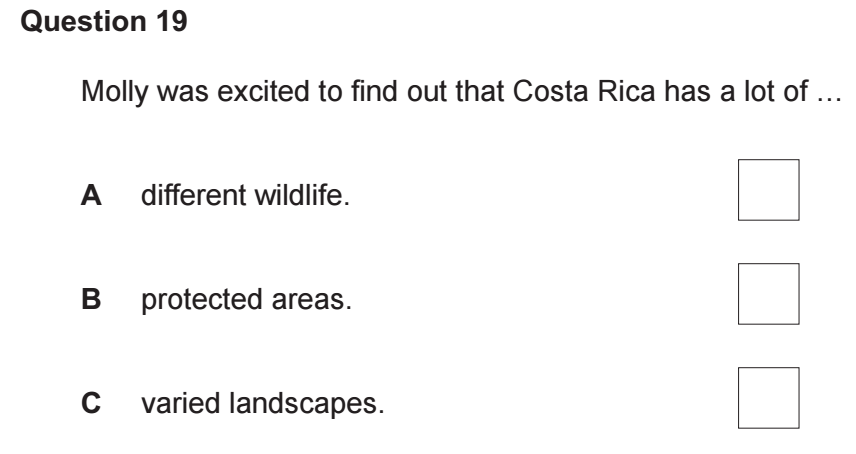 Question 19
Molly was excited to find out that Costa Rica has a lot of …
A different wildlife.
B protected areas.
C varied landscapes.